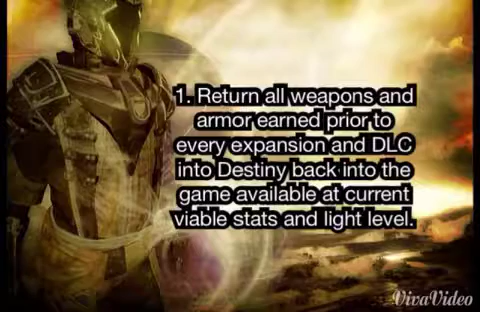 1. Return all weapons and
armor earned prior to
every expansion and DLC
into Destiny back into the
game available at current
viable stats and light level.
VivaVideo